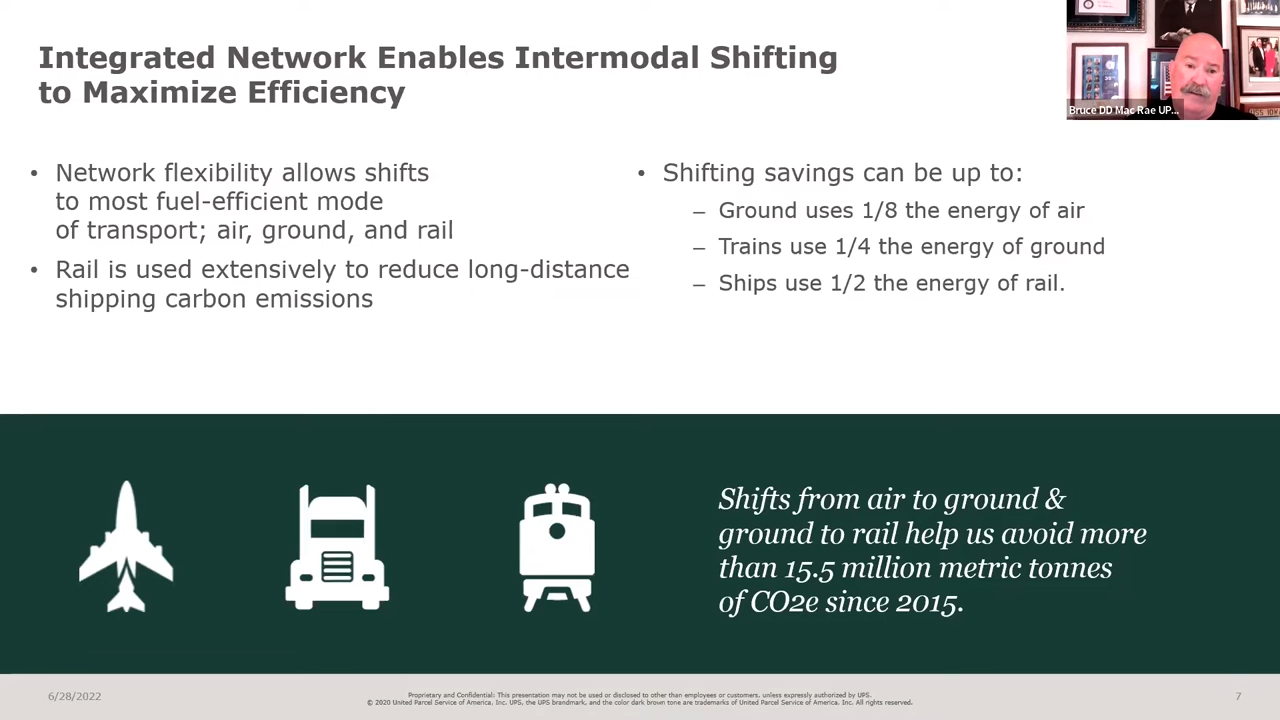 Integrated Network Enables Intermodal Shifting
to Maximize Efficiency
Bruce DD Mac Rae UP...
• Network flexibility allows shifts
to most fuel-efficient mode
of transport; air, ground, and rail
• Rail is used extensively to reduce long-distance
shipping carbon emissions
• Shifting savings can be up to:
– Ground uses 1/8 the energy of air
– Trains use 1/4 the energy of ground
– Ships use 1/2 the energy of rail.
Shifts from air to ground &
ground to rail help us avoid more
than 15.5 million metric tonnes
of CO2e since 2015.
6/28/2022
Proprietary and Confidential: This presentation may not be used or disclosed to other than employees or customers, unless expressly authorized by UPS.
© 2020 United Parcel Service of America, Inc. UPS, the UPS brandmark, and the color dark brown tone are trademarks of United Parcel Service of America, Inc. All rights reserved.
7